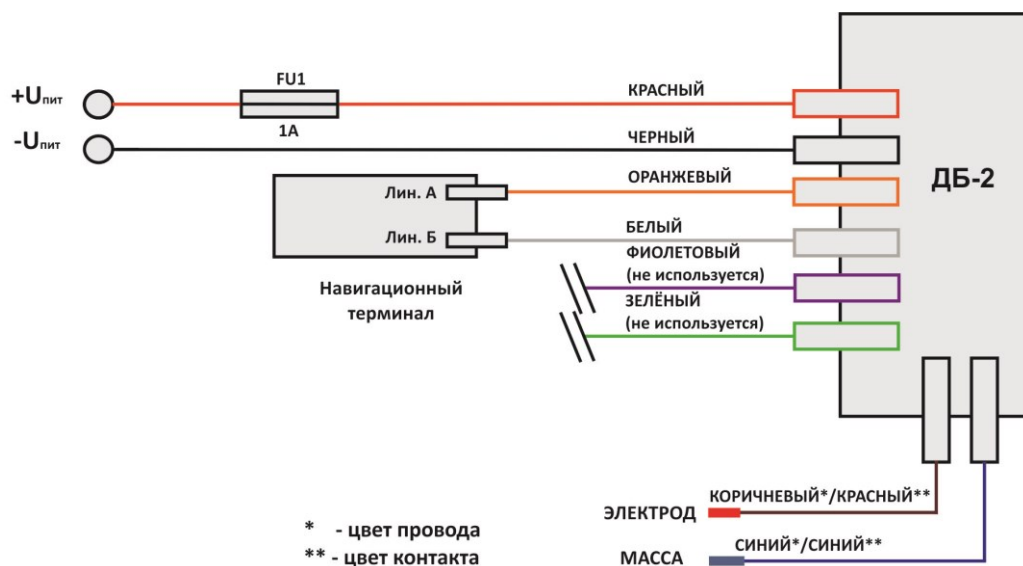 FU1
+Uпит
1А
КРАСНЫЙ
-Uпит
ЧЕРНЫЙ
ОРАНЖЕВЫЙ
ДБ-2
Лин. А
Лин. Б
БЕЛЫЙ
ФИОЛЕТОВЫЙ
(не используется)
Навигационный
терминал
ЗЕЛЁНЫЙ
(не используется)
КОРИЧНЕВЫЙ*/КРАСНЫЙ**
ЭЛЕКТРОД
СИНИЙ*/СИНИЙ**
МАССА
* - цвет провода
** - цвет контакта